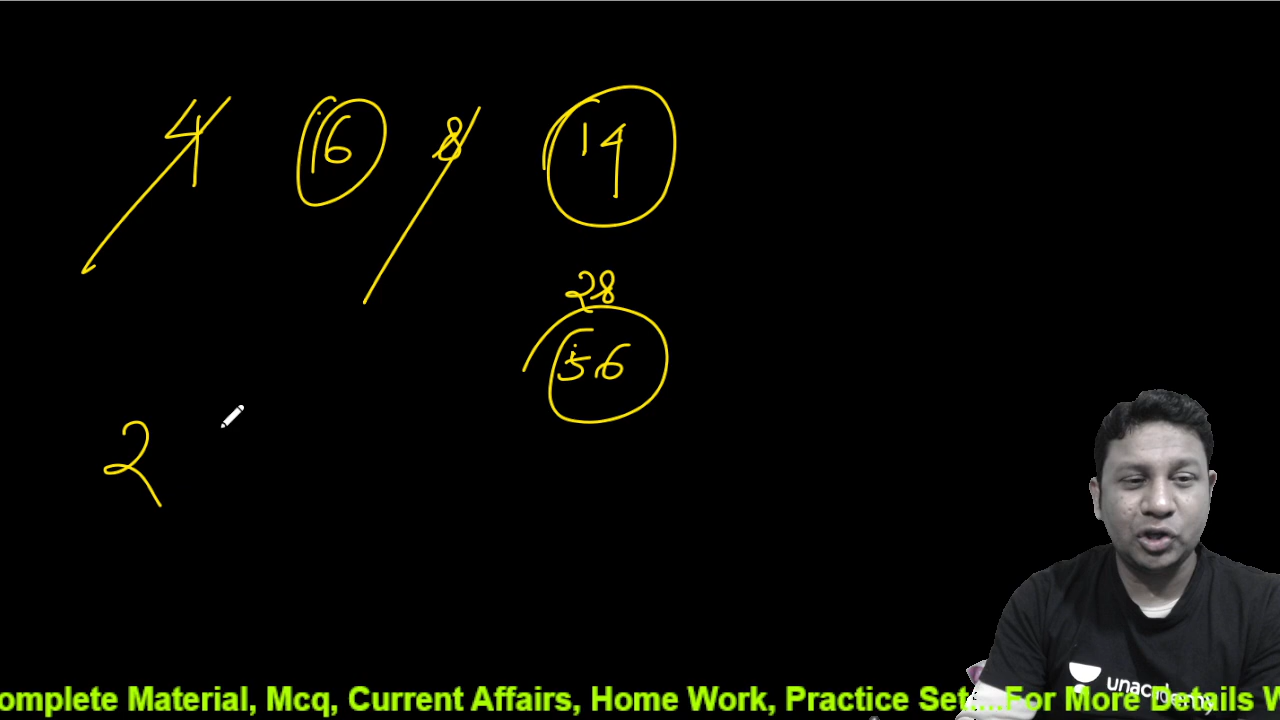 4 16 8 14
28
56
2
omplete Material, Mcq, Current Affairs, Home Work, Practice Set....For More Details W
unacademy